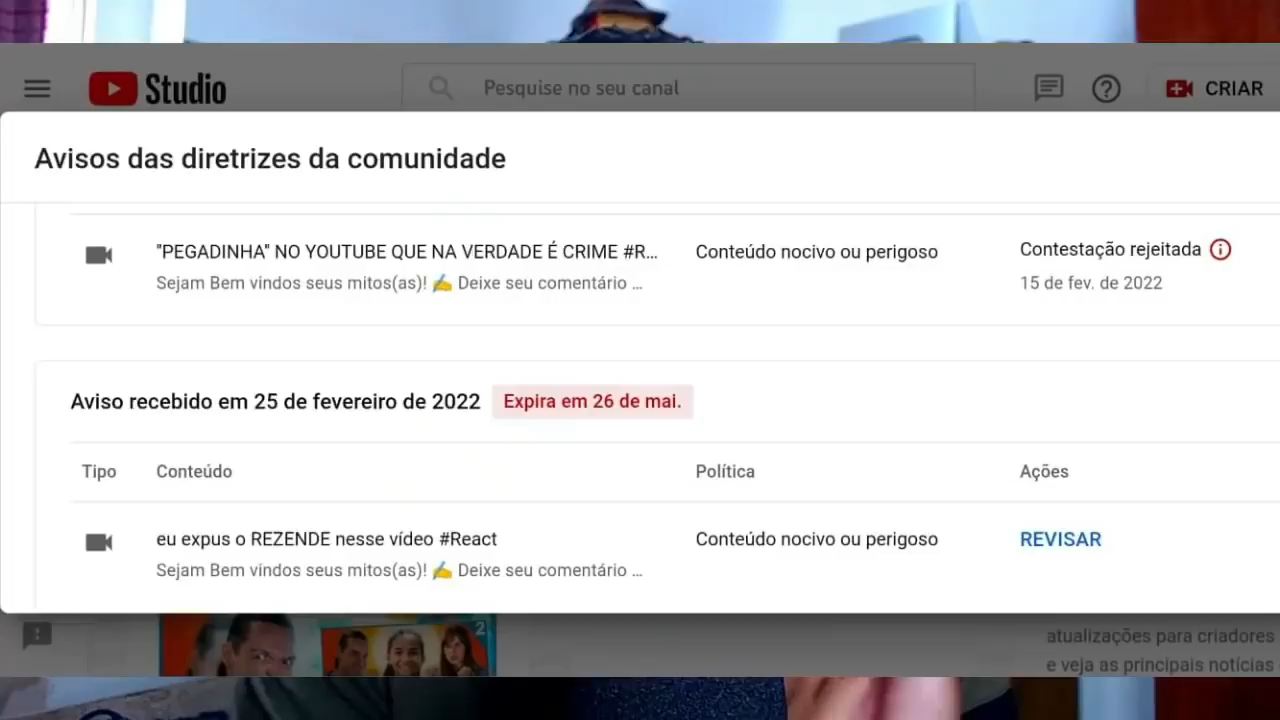 Studio
Pesquise no seu canal
CRIAR
Avisos das diretrizes da comunidade
"PEGADINHA" NO YOUTUBE QUE NA VERDADE É CRIME #R...
Conteúdo nocivo ou perigoso
Contestação rejeitada
Sejam Bem vindos seus mitos(as)! ✍️ Deixe seu comentário ...
15 de fev. de 2022
Aviso recebido em 25 de fevereiro de 2022
Expira em 26 de mai.
Tipo
Conteúdo
Política
Ações
eu expus o REZENDE nesse vídeo #React
Conteúdo nocivo ou perigoso
REVISAR
Sejam Bem vindos seus mitos(as)! ✍️ Deixe seu comentário ...
2
atualizações para criadores
e veja as principais notícias